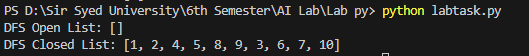 PS D:\Sir Syed University\6th Semester\AI Lab\Lab py> python labtask.py
DFS Open List: []
DFS Closed List: [1, 2, 4, 5, 8, 9, 3, 6, 7, 10]